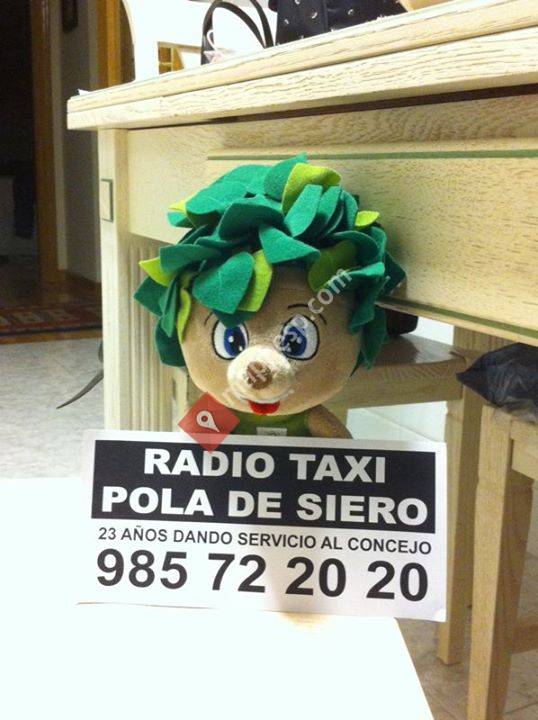 RADIO TAXI
POLA DE SIERO
23 AÑOS DANDO SERVICIO AL CONCEJO
985 72 20 20